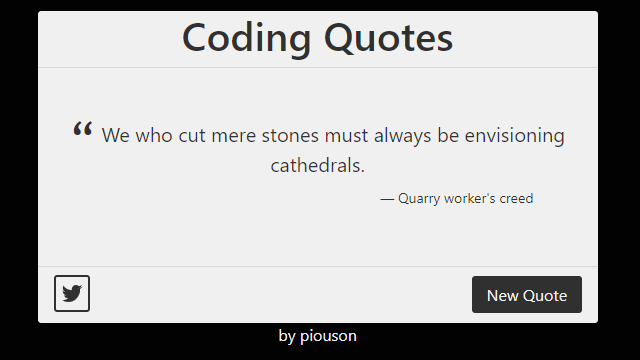 Coding Quotes
“ We who cut mere stones must always be envisioning
cathedrals.
— Quarry worker's creed
New Quote
by piouson